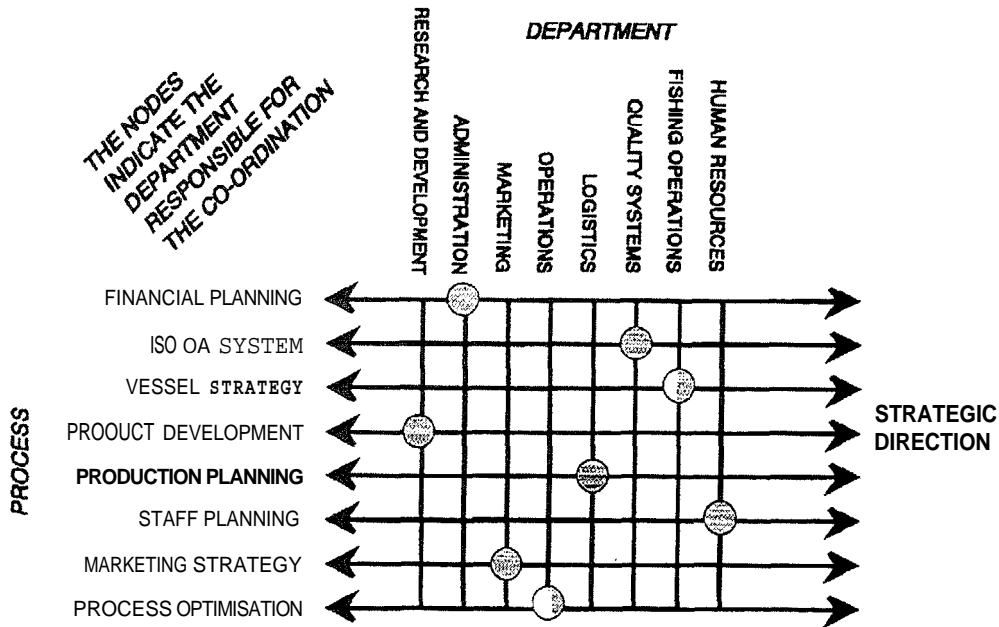 DEPARTMENT
THE NODES
INDICATE THE
DEPARTMENT
RESPONSIBLE FOR
THE CO-ORDINATION
RESEARCH AND DEVELOPMENT
ADMINISTRATION
MARKETING
OPERATIONS
LOGISTICS
QUALITY SYSTEMS
FISHING OPERATIONS
HUMAN RESOURCES
PROCESS
FINANCIAL PLANNING
ISO OA SYSTEM
VESSEL STRATEGY
PROOUCT DEVELOPMENT
PRODUCTION PLANNING
STAFF PLANNING
MARKETING STRATEGY
PROCESS OPTIMISATION
STRATEGIC
DIRECTION